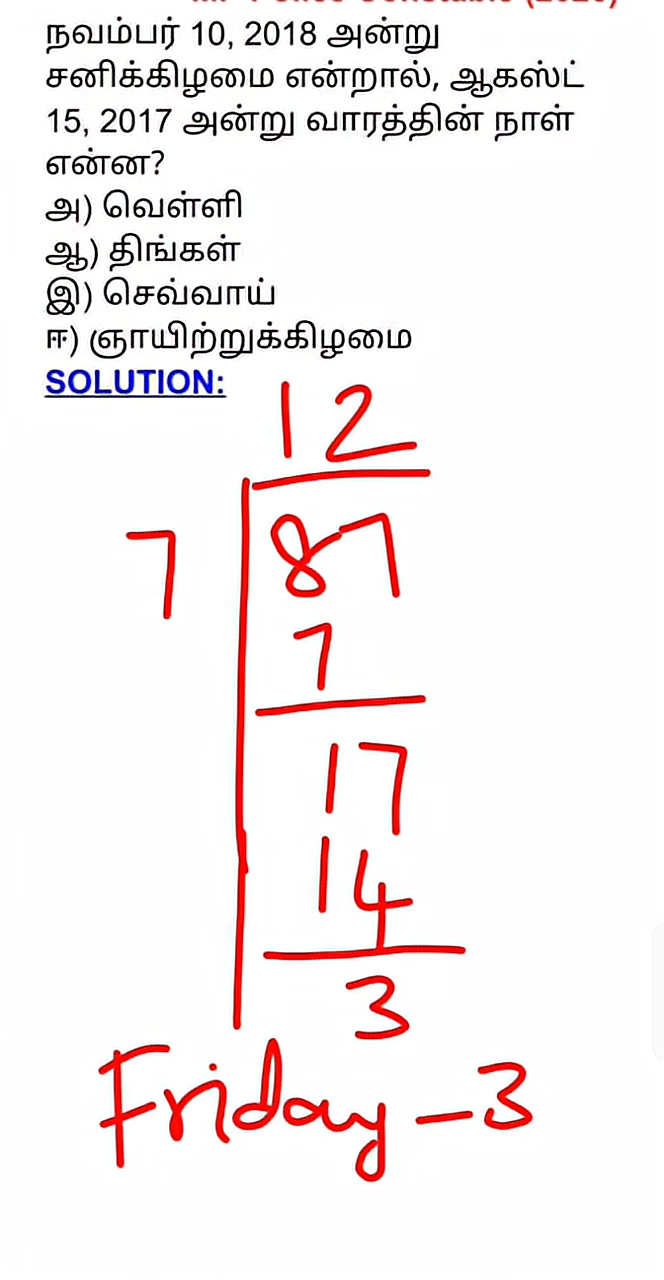 நவம்பர் 10, 2018 அன்று
சனிக்கிழமை என்றால், ஆகஸ்ட்
15, 2017 அன்று வாரத்தின் நாள்
என்ன?
அ) வெள்ளி
ஆ) திங்கள்
இ) செவ்வாய்
ஈ) ஞாயிற்றுக்கிழமை
SOLUTION:
12
7 87
7
17
14
3
Friday - 3